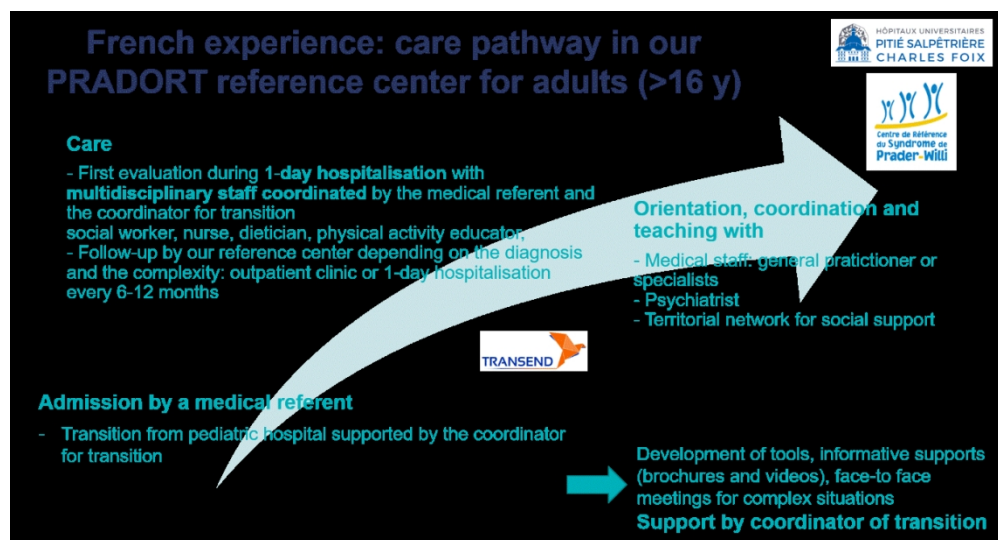 French experience: care pathway in our
PRADORT reference center for adults (>16 y)
HÔPITAUX UNIVERSITAIRES
PITIÉ SALPÊTRIÈRE
CHARLES FOIX
Centre de Référence
du Syndrome de
Prader-Willi
Care
- First evaluation during 1-day hospitalisation with
multidisciplinary staff coordinated by the medical referent and
the coordinator for transition
social worker, nurse, dietician, physical activity educator,
- Follow-up by our reference center depending on the diagnosis
and the complexity: outpatient clinic or 1-day hospitalisation
every 6-12 months
Orientation, coordination and
teaching with
- Medical staff: general pratictioner or
specialists
- Psychiatrist
- Territorial network for social support
TRANSEND
Admission by a medical referent
- Transition from pediatric hospital supported by the coordinator
for transition
Development of tools, informative supports
(brochures and videos), face-to face
meetings for complex situations
Support by coordinator of transition